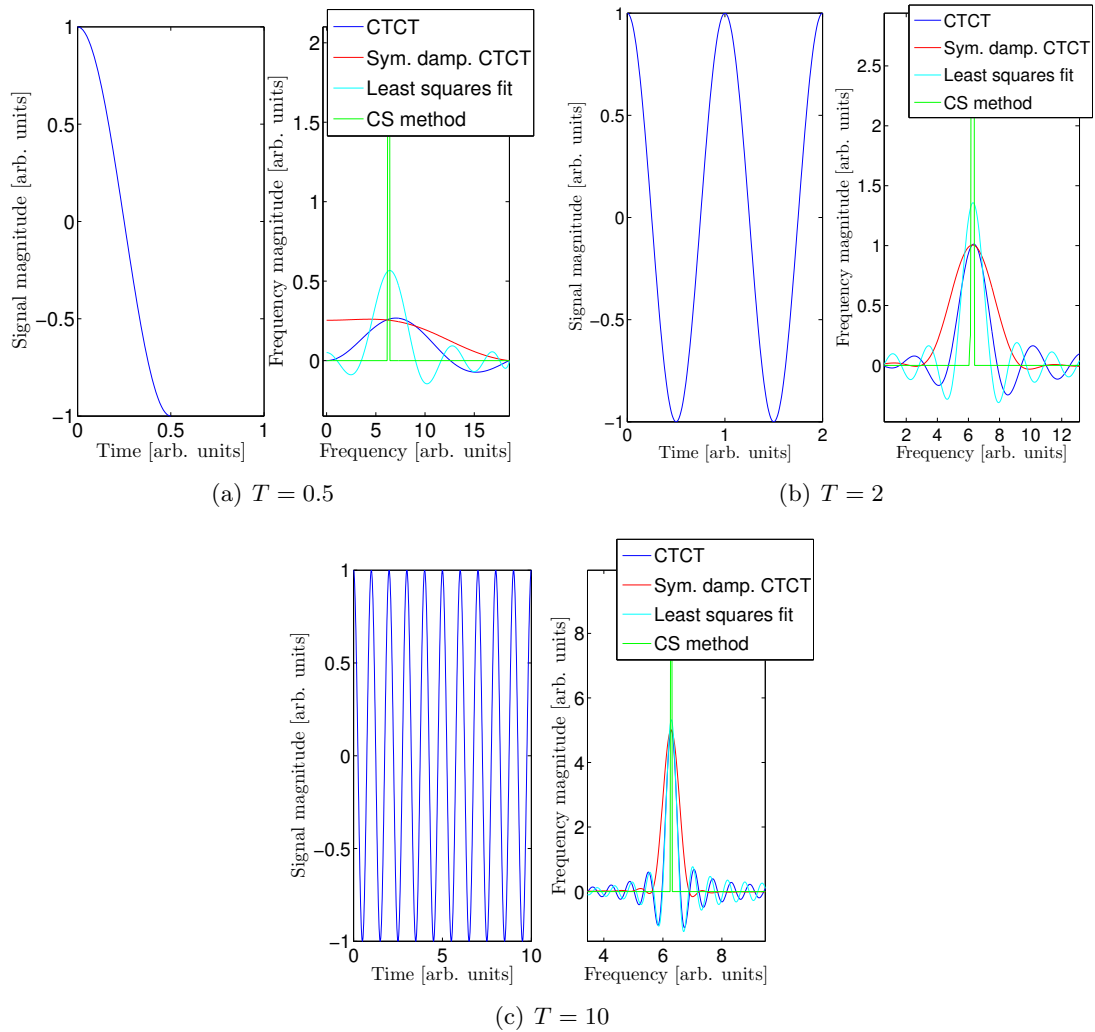 CTCT
Sym. damp. CTCT
Least squares fit
CS method
Signal magnitude [arb. units]
1
0.5
0
−0.5
−1
0 0.5 1
Time [arb. units]
Frequency magnitude [arb. units]
2
1.5
1
0.5
0
0 5 10 15
Frequency [arb. units]
(a) T = 0.5
CTCT
Sym. damp. CTCT
Least squares fit
CS method
Signal magnitude [arb. units]
1
0.5
0
−0.5
−1
0 0.5 1 1.5 2
Time [arb. units]
Frequency magnitude [arb. units]
2.5
2
1.5
1
0.5
0
2 4 6 8 10 12
Frequency [arb. units]
(b) T = 2
CTCT
Sym. damp. CTCT
Least squares fit
CS method
Signal magnitude [arb. units]
1
0.5
0
−0.5
−1
0 5 10
Time [arb. units]
Frequency magnitude [arb. units]
8
6
4
2
0
4 6 8
Frequency [arb. units]
(c) T = 10